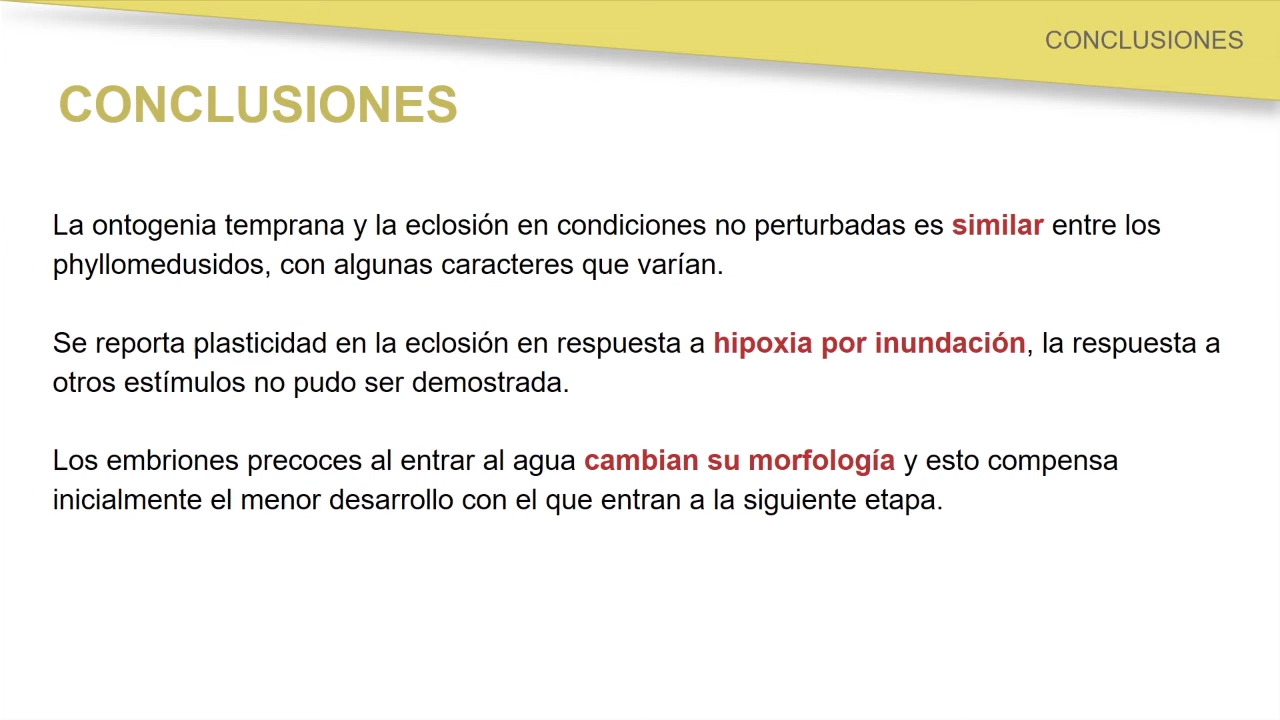 CONCLUSIONES
CONCLUSIONES
La ontogenia temprana y la eclosión en condiciones no perturbadas es similar entre los
phyllomedusidos, con algunas caracteres que varían.
Se reporta plasticidad en la eclosión en respuesta a hipoxia por inundación, la respuesta a
otros estímulos no pudo ser demostrada.
Los embriones precoces al entrar al agua cambian su morfología y esto compensa
inicialmente el menor desarrollo con el que entran a la siguiente etapa.